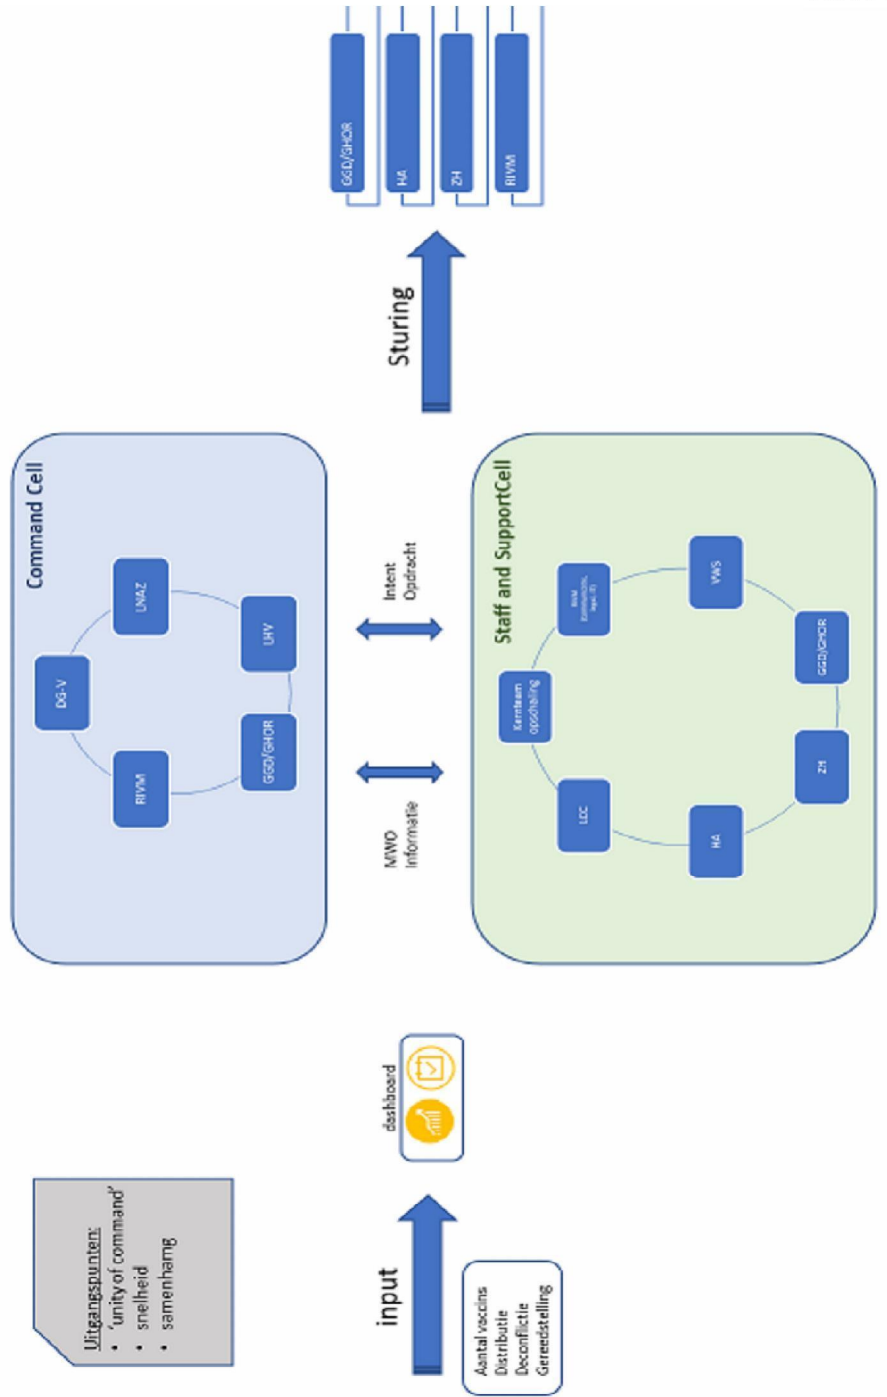 Uitgangspunten:
• 'unity of command'
• snelheid
• samenharng
input
Aantal vaccins
Distributie
Deconflictie
Gereedstelling
dashboard
Command Cell
DG-V
LNAZ
LHV
GGD/GHOR
RIVM
MWO
Informatie
Intent
Opdracht
Staff and SupportCell
Kernteam
opschaling
RIVM
VWS
GGD/GHOR
ZH
HA
LCC
Sturing
GGD/GHOR
HA
ZH
RIVM